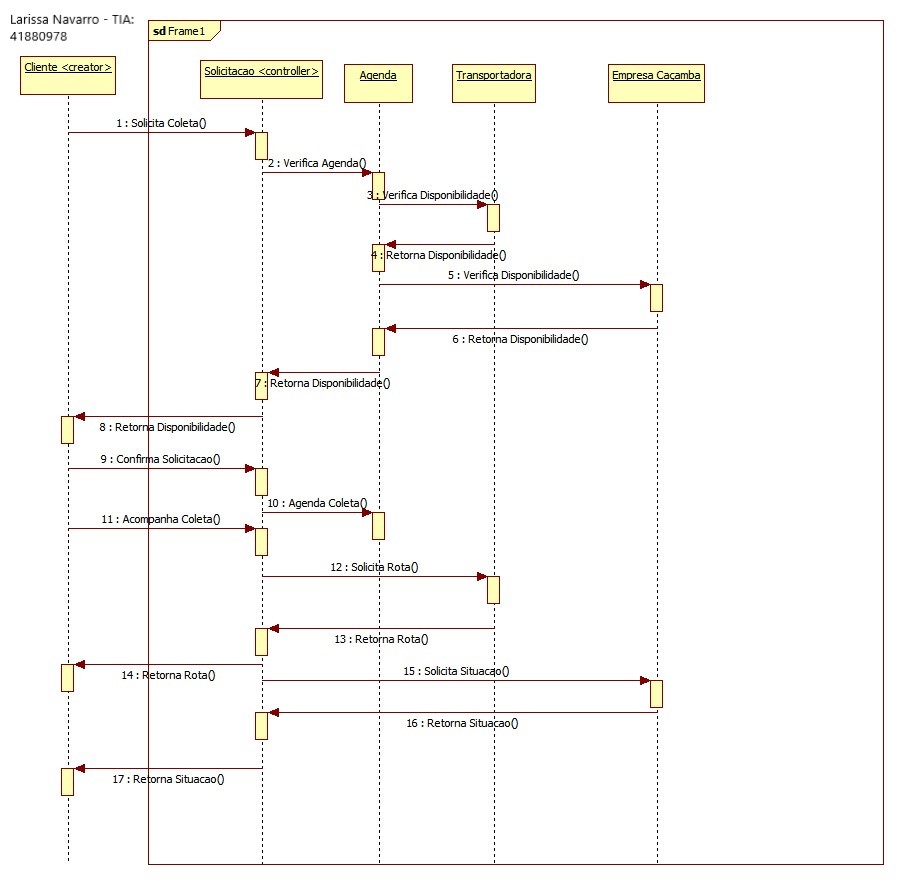 Larissa Navarro - TIA:
41880978
sd Frame1
Cliente <creator>
Solicitacao <controller>
Agenda
Transportadora
Empresa Caçamba
1 : Solicita Coleta()
2 : Verifica Agenda()
3 : Verifica Disponibilidade()
4 : Retorna Disponibilidade()
5 : Verifica Disponibilidade()
6 : Retorna Disponibilidade()
7 : Retorna Disponibilidade()
8 : Retorna Disponibilidade()
9 : Confirma Solicitacao()
10 : Agenda Coleta()
11 : Acompanha Coleta()
12 : Solicita Rota()
13 : Retorna Rota()
14 : Retorna Rota()
15 : Solicita Situacao()
16 : Retorna Situacao()
17 : Retorna Situacao()